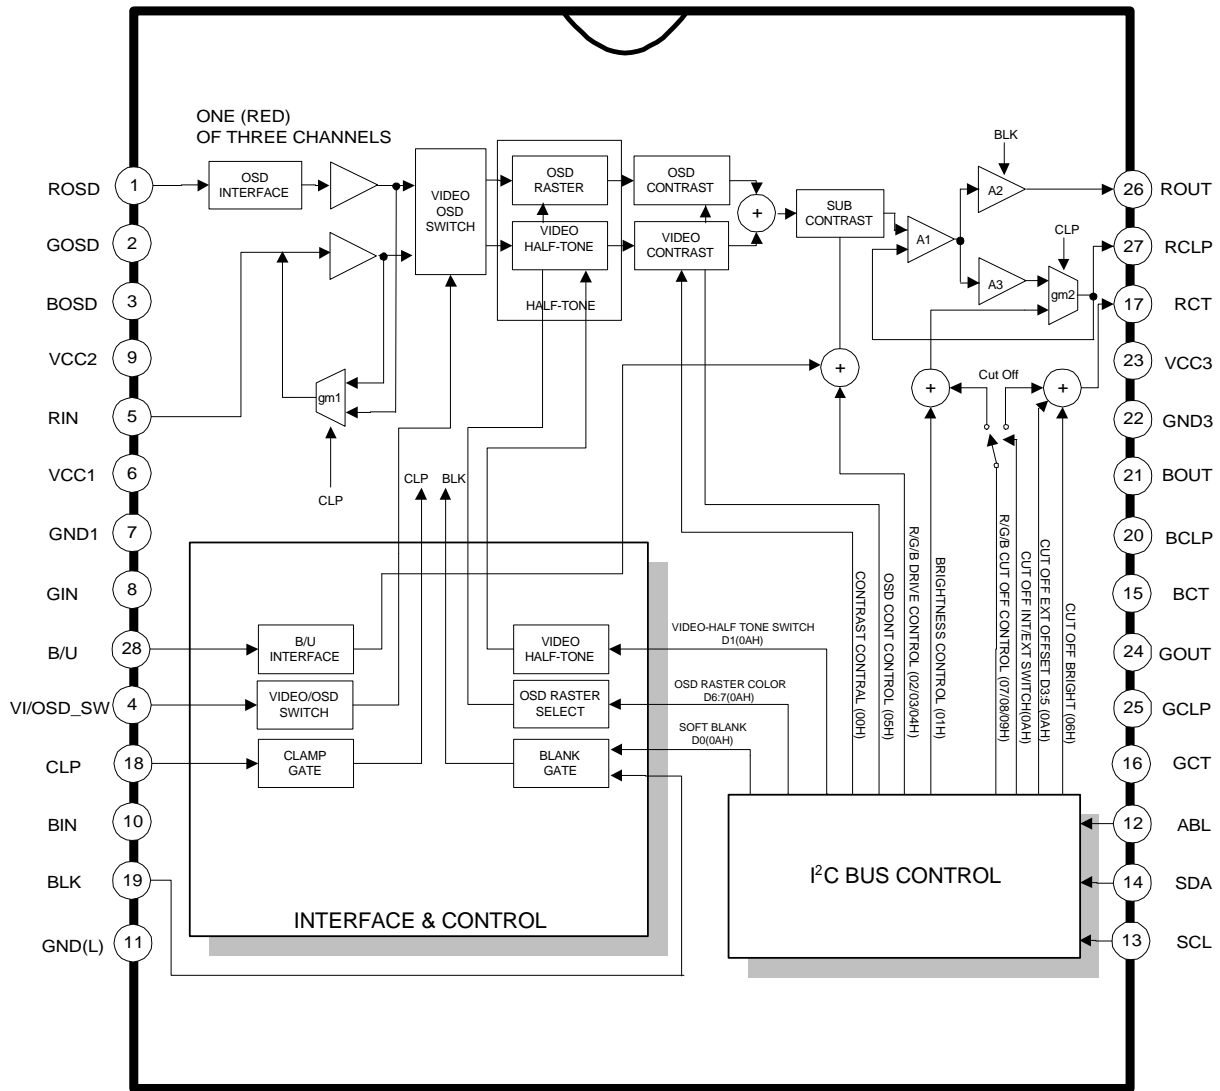 ONE (RED)
OF THREE CHANNELS
ROSD
1
GOSD
2
BOSD
3
VCC2
9
RIN
5
VCC1
6
GND1
7
GIN
8
B/U
28
VI/OSD_SW
4
CLP
18
BIN
10
BLK
19
GND(L)
11
OSD
INTERFACE
VIDEO
OSD
SWITCH
OSD
RASTER
VIDEO
HALF-TONE
HALF-TONE
OSD
CONTRAST
VIDEO
CONTRAST
+
SUB
CONTRAST
A1
BLK
A2
A3
CLP
gm2
gm1
CLP
CLP
BLK
+
+
Cut Off
+
26
ROUT
27
RCLP
17
RCT
23
VCC3
22
GND3
21
BOUT
20
BCLP
15
BCT
24
GOUT
25
GCLP
16
GCT
12
ABL
14
SDA
13
SCL
B/U
INTERFACE
VIDEO/OSD
SWITCH
CLAMP
GATE
VIDEO
HALF-TONE
OSD RASTER
SELECT
BLANK
GATE
INTERFACE & CONTROL
VIDEO-HALF TONE SWITCH
D1(0AH)
OSD RASTER COLOR
D6:7(0AH)
SOFT BLANK
D0(0AH)
CONTRAST CONTRAL (00H)
OSD CONT CONTROL (05H)
R/G/B DRIVE CONTROL (02/03/04H)
BRIGHTNESS CONTROL (01H)
R/G/B CUT OFF CONTROL (07/08/09H)
CUT OFF INT/EXT SWITCH(0AH)
CUT OFF EXT OFFSET D3:5 (0AH)
CUT OFF BRIGHT (06H)
I²C BUS CONTROL